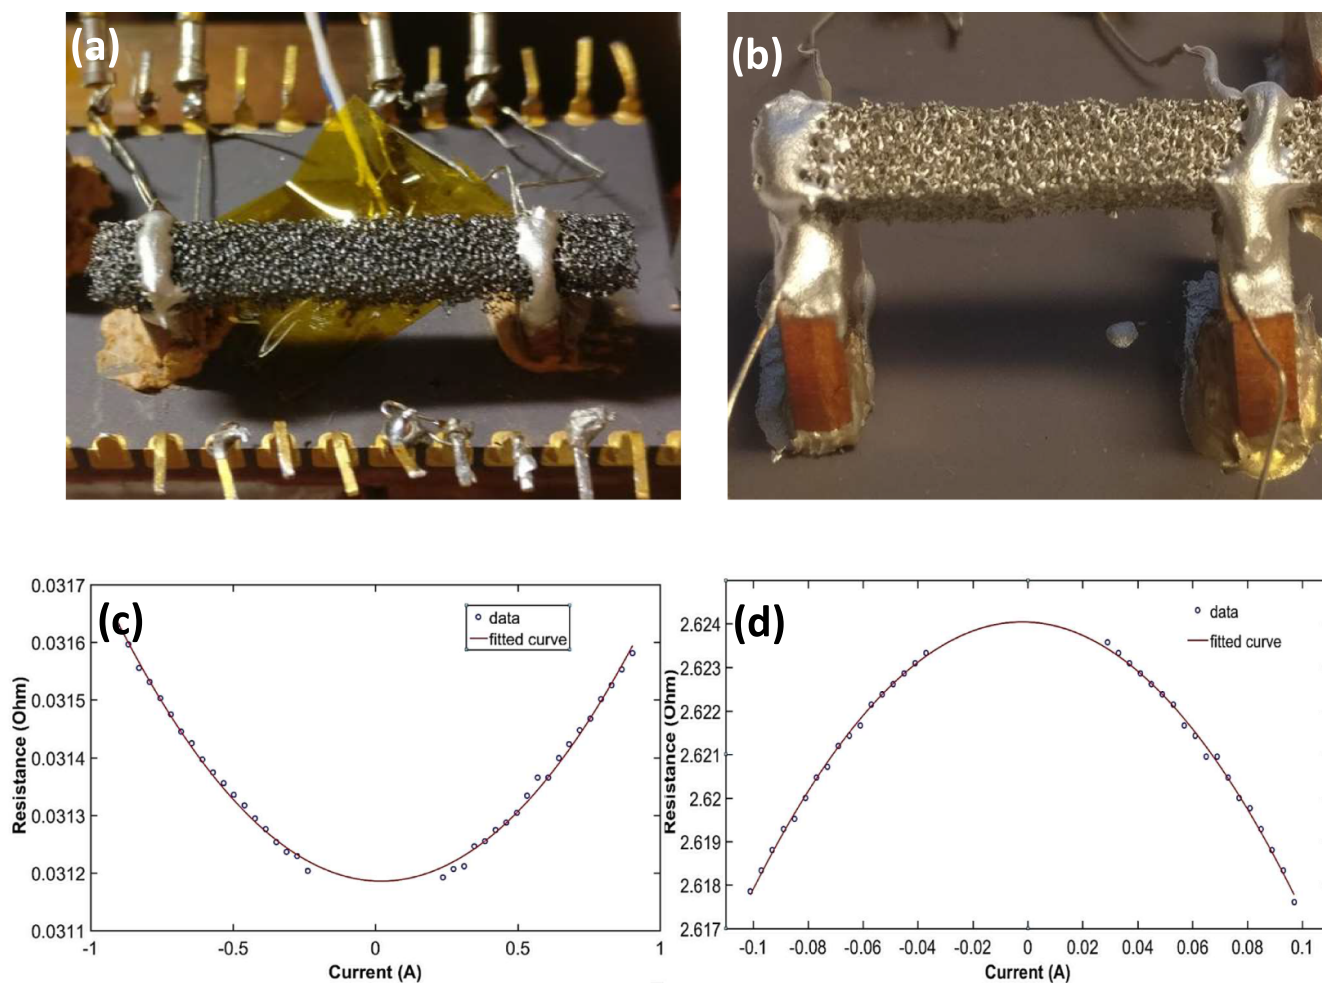 (a)
(b)
(c)
0.0317
0.0316
0.0315
0.0314
0.0313
0.0312
0.0311
Resistance (Ohm)
data
fitted curve
-1
-0.5
0
0.5
1
Current (A)
(d)
2.624
2.623
2.622
2.621
2.62
2.619
2.618
2.617
Resistance (Ohm)
data
fitted curve
-0.1
-0.08
-0.06
-0.04
-0.02
0
0.02
0.04
0.06
0.08
0.1
Current (A)